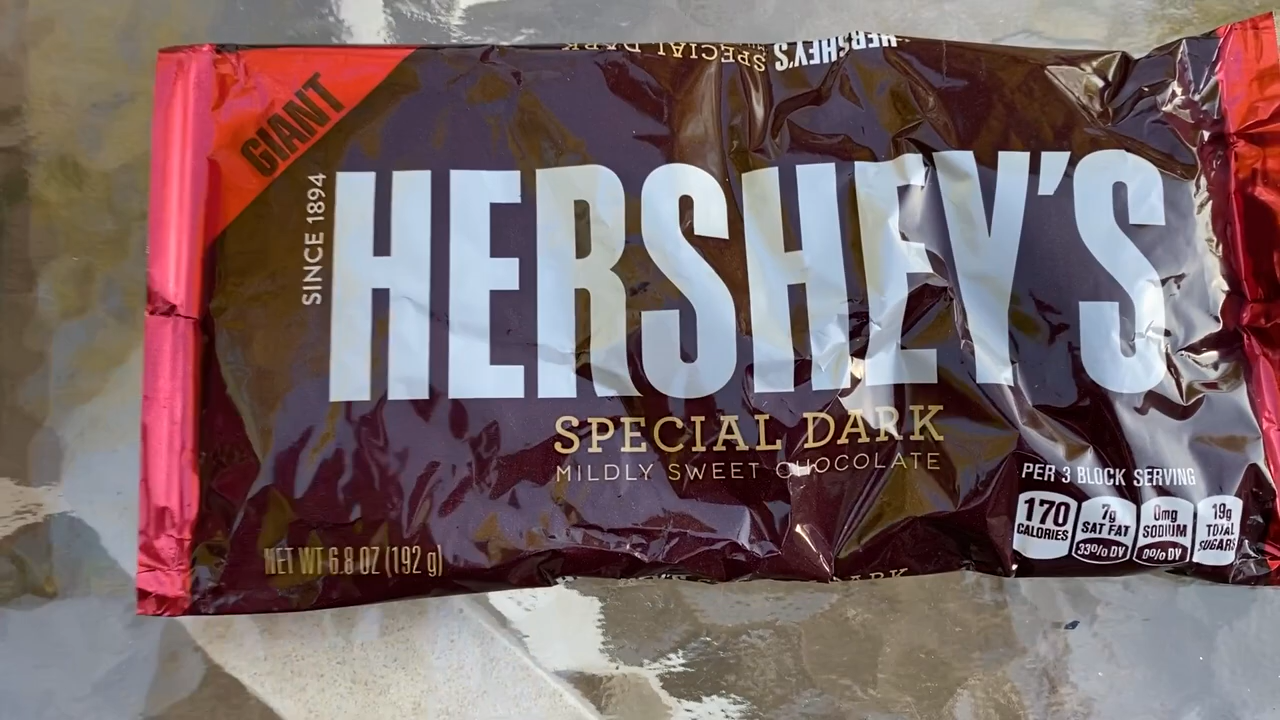 SPECIAL DARK
HERSHEY'S
GIANT
SINCE 1894
HERSHEY'S
SPECIAL DARK
MILDLY SWEET CHOCOLATE
PER 3 BLOCK SERVING
170 CALORIES
7g SAT FAT 33% DV
0mg SODIUM 0% DV
19g TOTAL SUGARS
NET WT 6.8 OZ (192 g)
DARK